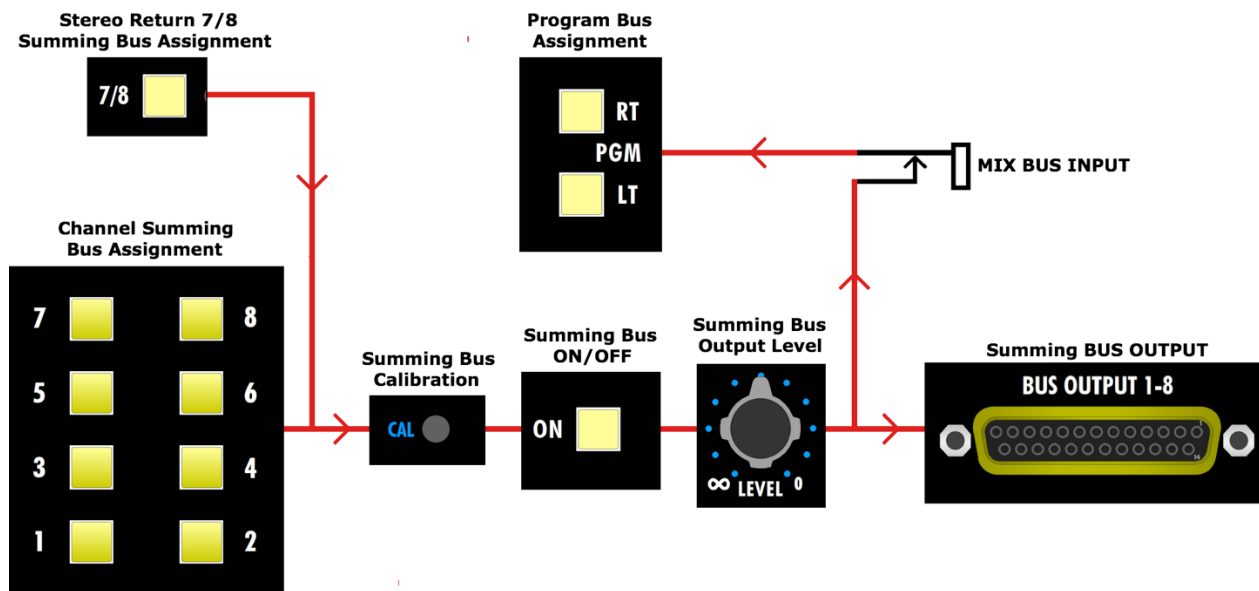 Stereo Return 7/8
Summing Bus Assignment
7/8
Program Bus
Assignment
RT
PGM
LT
MIX BUS INPUT
Channel Summing
Bus Assignment
7 8
5 6
3 4
1 2
Summing Bus
Calibration
CAL
Summing Bus
ON/OFF
ON
Summing Bus
Output Level
∞ LEVEL 0
Summing BUS OUTPUT
BUS OUTPUT 1-8
1
14